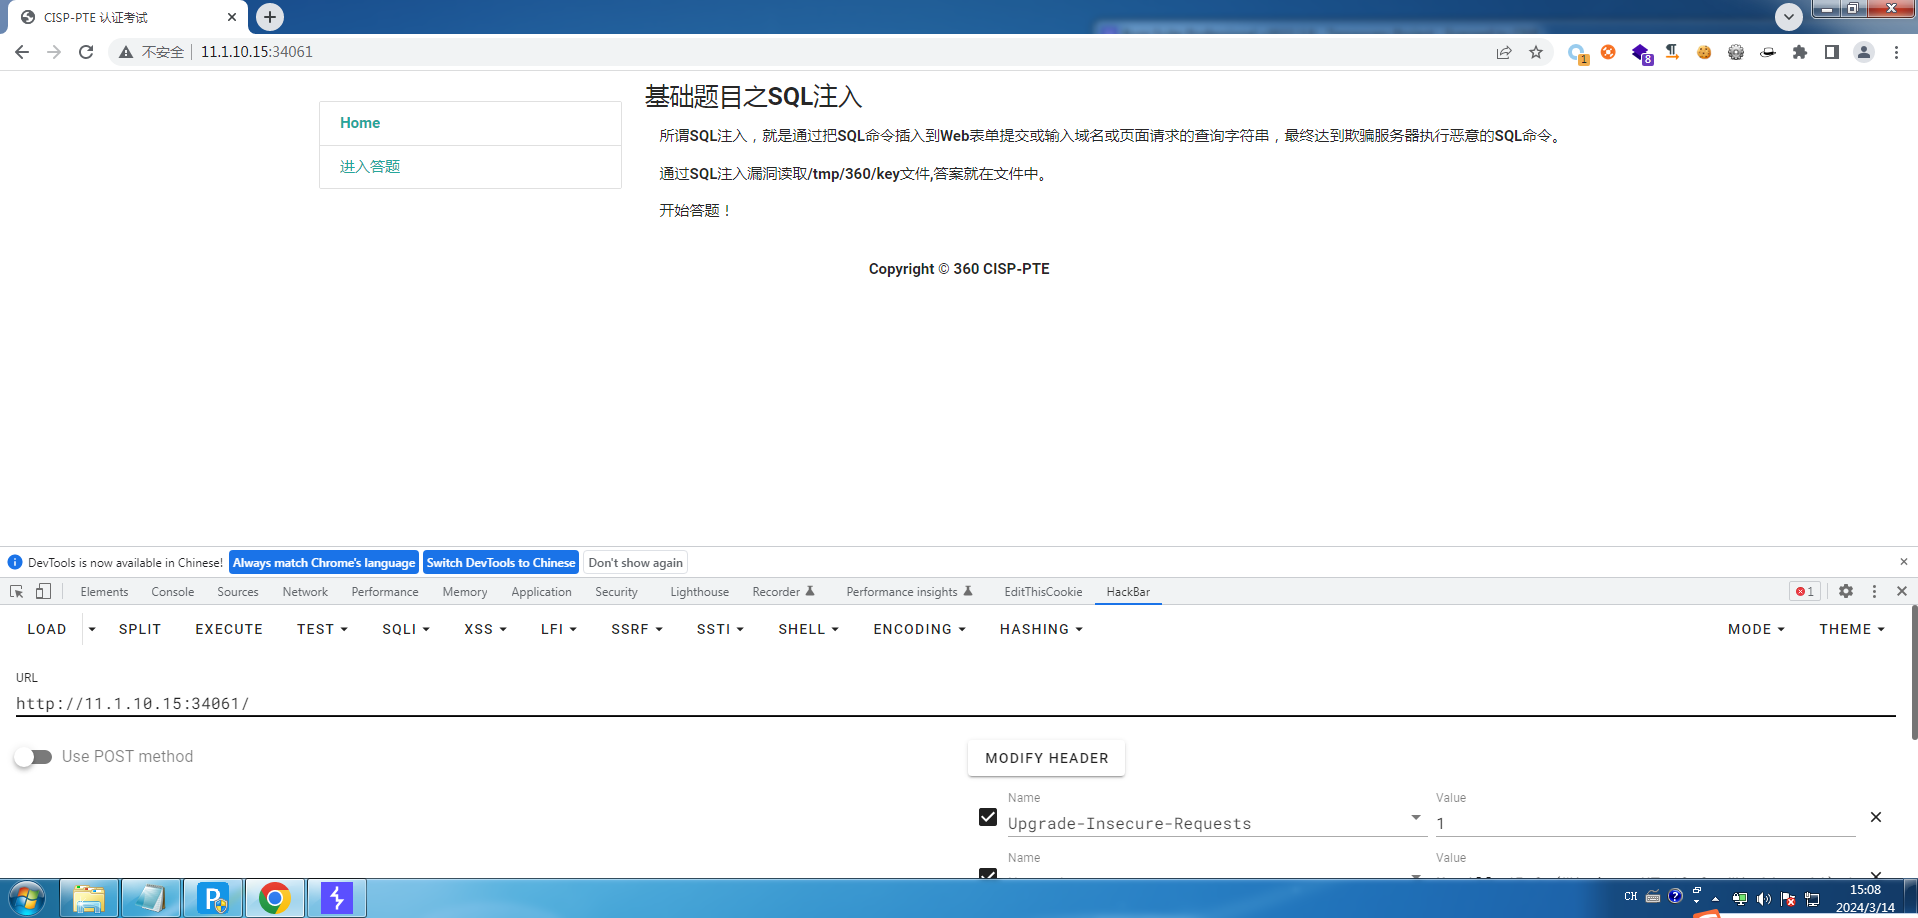 CISP-PTE 认证考试
不安全
11.1.10.15:34061
1
8
Home
进入答题
基础题目之SQL注入
所谓SQL注入，就是通过把SQL命令插入到Web表单提交或输入域名或页面请求的查询字符串，最终达到欺骗服务器执行恶意的SQL命令。
通过SQL注入漏洞读取/tmp/360/key文件,答案就在文件中。
开始答题！
Copyright © 360 CISP-PTE
DevTools is now available in Chinese! Always match Chrome's language Switch DevTools to Chinese Don't show again
Elements Console Sources Network Performance Memory Application Security Lighthouse Recorder Performance insights EditThisCookie HackBar 1
LOAD SPLIT EXECUTE TEST SQLI XSS LFI SSRF SSTI SHELL ENCODING HASHING MODE THEME
URL
http://11.1.10.15:34061/
Use POST method
MODIFY HEADER
Name Value
Upgrade-Insecure-Requests 1
Name Value
CH
15:08
2024/3/14